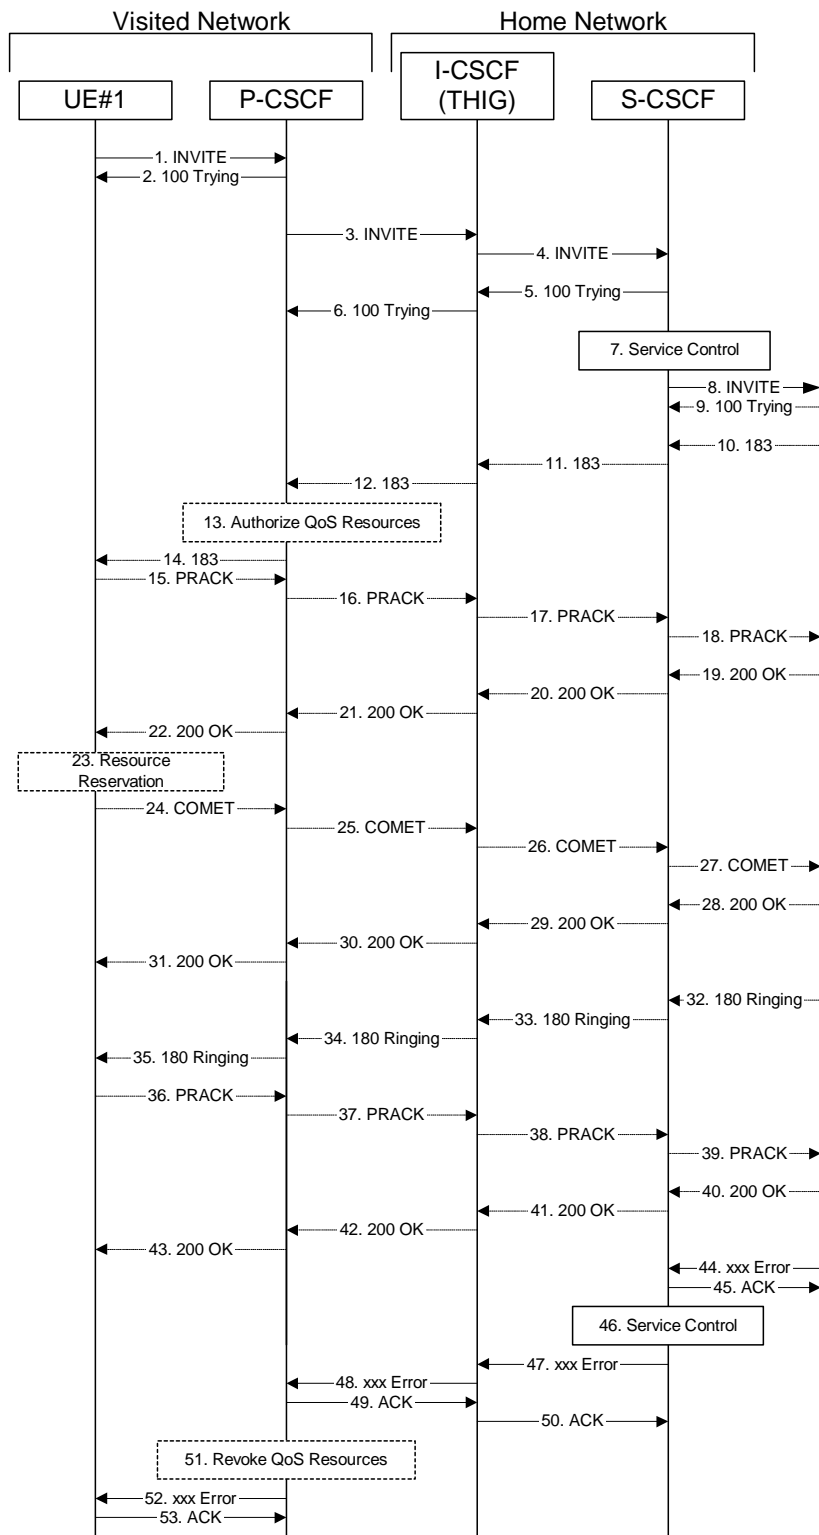 Visited Network
Home Network
UE#1
P-CSCF
I-CSCF
(THIG)
S-CSCF
1. INVITE
2. 100 Trying
3. INVITE
4. INVITE
5. 100 Trying
6. 100 Trying
7. Service Control
8. INVITE
9. 100 Trying
10. 183
11. 183
12. 183
13. Authorize QoS Resources
14. 183
15. PRACK
16. PRACK
17. PRACK
18. PRACK
19. 200 OK
20. 200 OK
21. 200 OK
22. 200 OK
23. Resource
Reservation
24. COMET
25. COMET
26. COMET
27. COMET
28. 200 OK
29. 200 OK
30. 200 OK
31. 200 OK
32. 180 Ringing
33. 180 Ringing
34. 180 Ringing
35. 180 Ringing
36. PRACK
37. PRACK
38. PRACK
39. PRACK
40. 200 OK
41. 200 OK
42. 200 OK
43. 200 OK
44. xxx Error
45. ACK
46. Service Control
47. xxx Error
48. xxx Error
49. ACK
50. ACK
51. Revoke QoS Resources
52. xxx Error
53. ACK